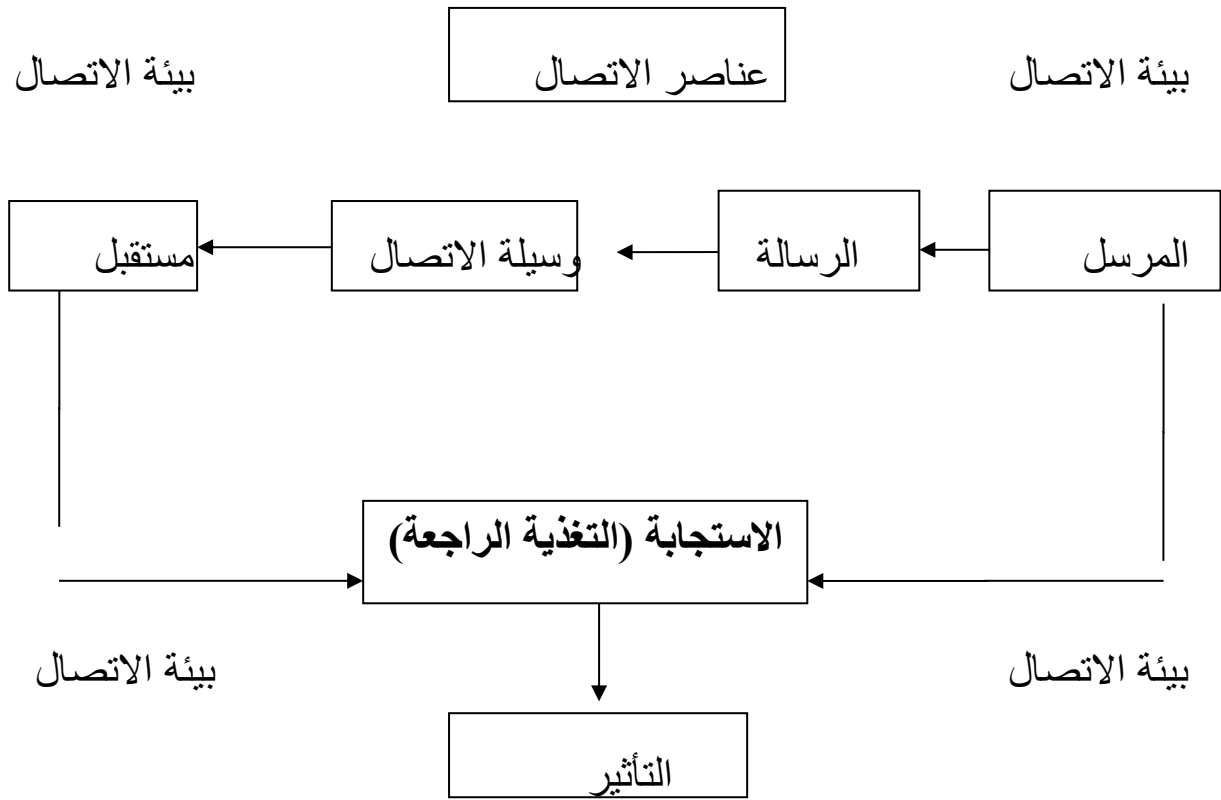 بيئة الاتصال
عناصر الاتصال
بيئة الاتصال
المرسل
الرسالة
وسيلة الاتصال
مستقبل
الاستجابة (التغذية الراجعة)
بيئة الاتصال
بيئة الاتصال
التأثير